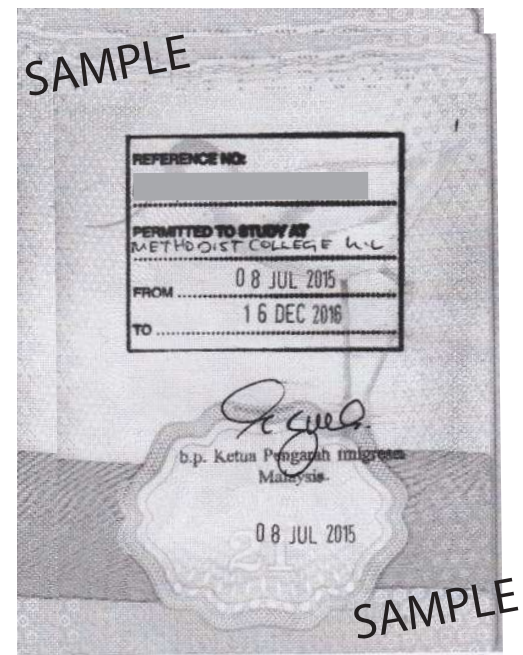 SAMPLE
REFERENCE NO:
PERMITTED TO STUDY AT
METHODIST COLLEGE K.L
08 JUL 2015
FROM
16 DEC 2016
TO
b.p. Ketua Pengarah Imigresen
Malaysia
08 JUL 2015
21
SAMPLE